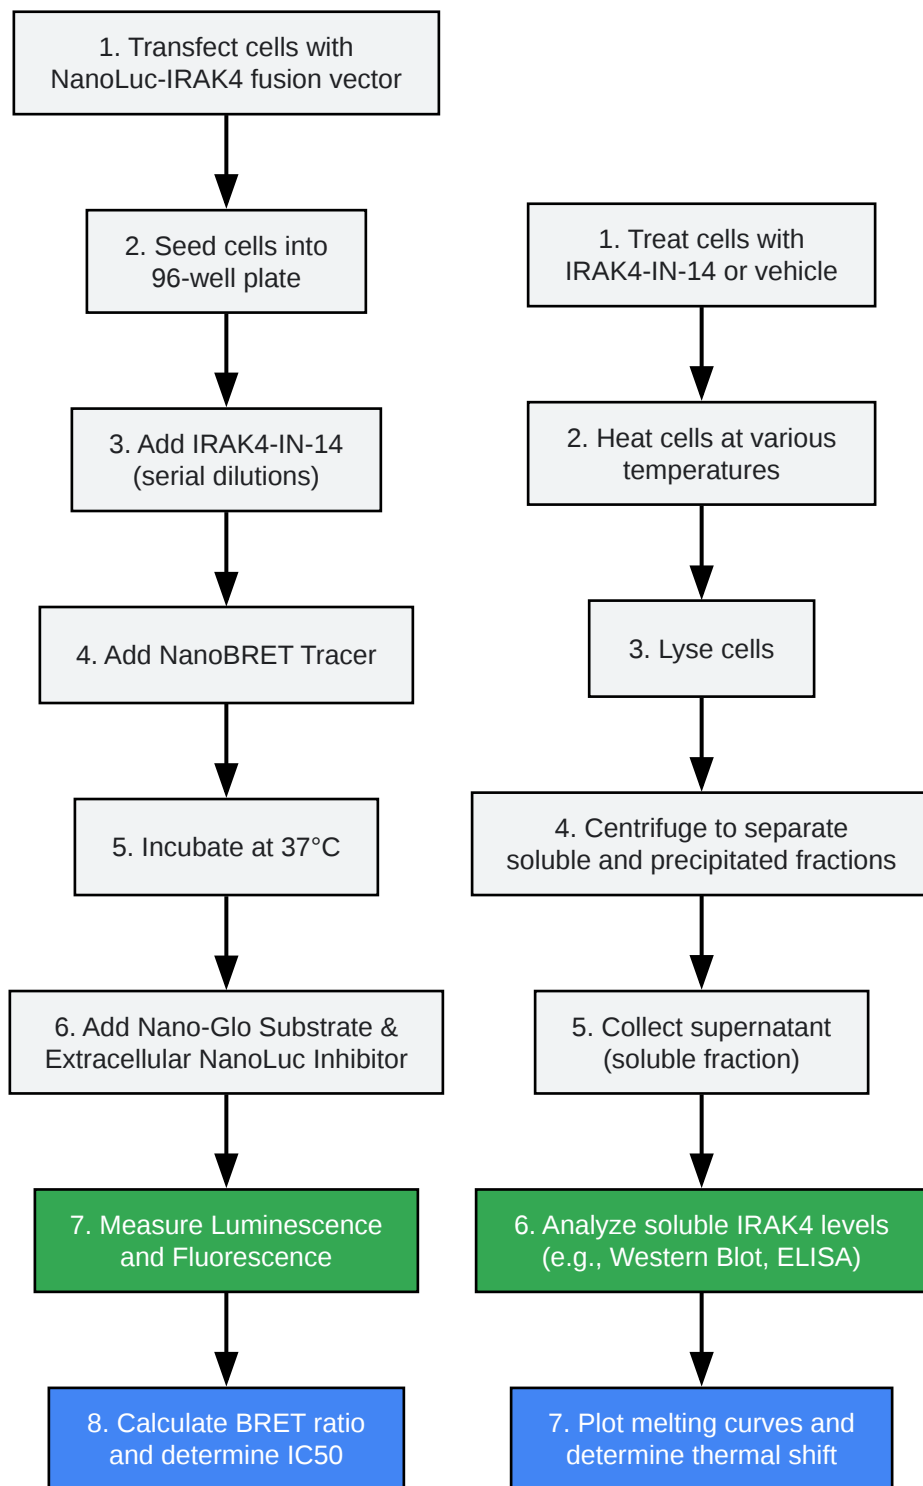 1. Transfect cells with
NanoLuc-IRAK4 fusion vector
2. Seed cells into
96-well plate
3. Add IRAK4-IN-14
(serial dilutions)
4. Add NanoBRET Tracer
5. Incubate at 37°C
6. Add Nano-Glo Substrate &
Extracellular NanoLuc Inhibitor
7. Measure Luminescence
and Fluorescence
8. Calculate BRET ratio
and determine IC50
1. Treat cells with
IRAK4-IN-14 or vehicle
2. Heat cells at various
temperatures
3. Lyse cells
4. Centrifuge to separate
soluble and precipitated fractions
5. Collect supernatant
(soluble fraction)
6. Analyze soluble IRAK4 levels
(e.g., Western Blot, ELISA)
7. Plot melting curves and
determine thermal shift